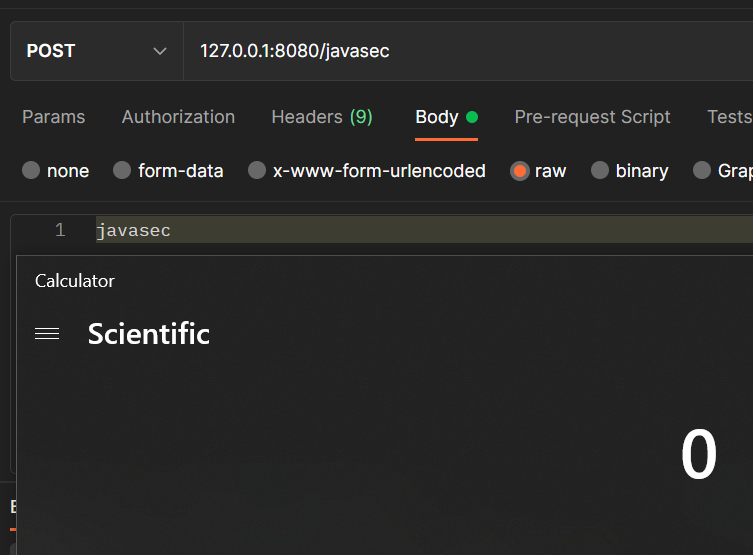 POST 127.0.0.1:8080/javasec
Params Authorization Headers (9) Body Pre-request Script Tests
none form-data x-www-form-urlencoded raw binary
1 javasec
Calculator
Scientific
0